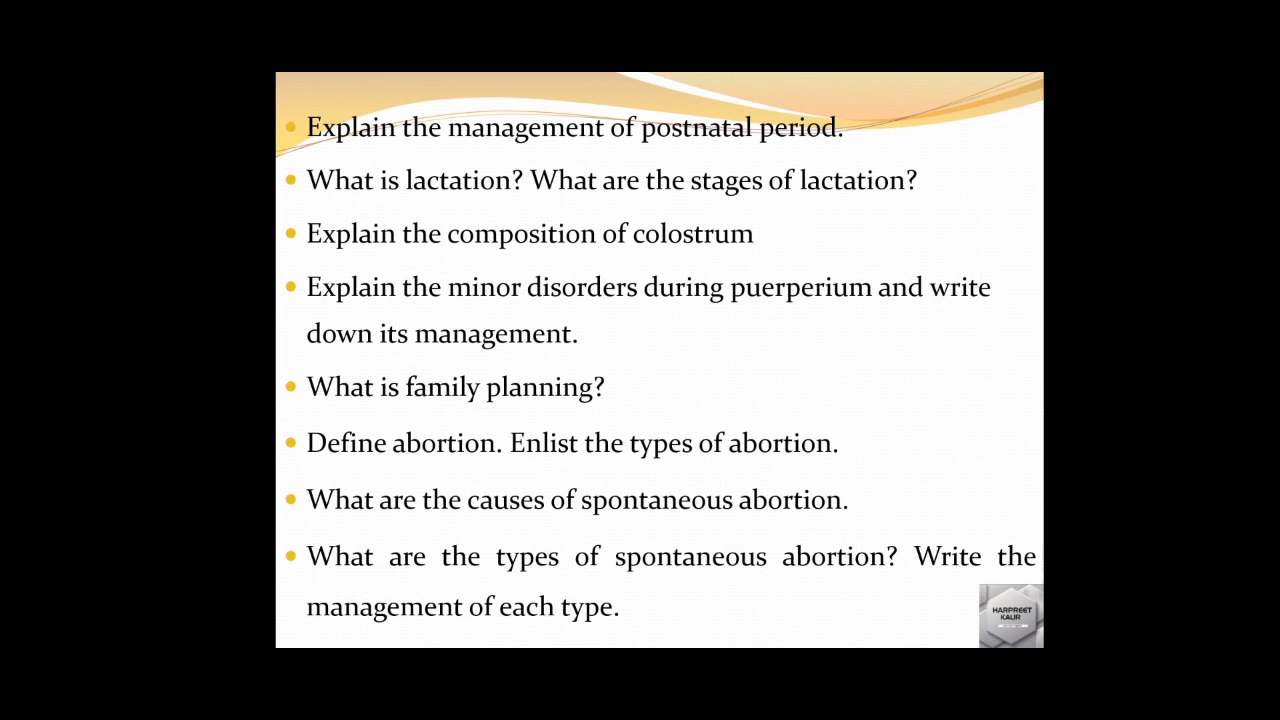 Explain the management of postnatal period.
What is lactation? What are the stages of lactation?
Explain the composition of colostrum
Explain the minor disorders during puerperium and write
down its management.
What is family planning?
Define abortion. Enlist the types of abortion.
What are the causes of spontaneous abortion.
What are the types of spontaneous abortion? Write the
management of each type.
HARPREET
KAUR